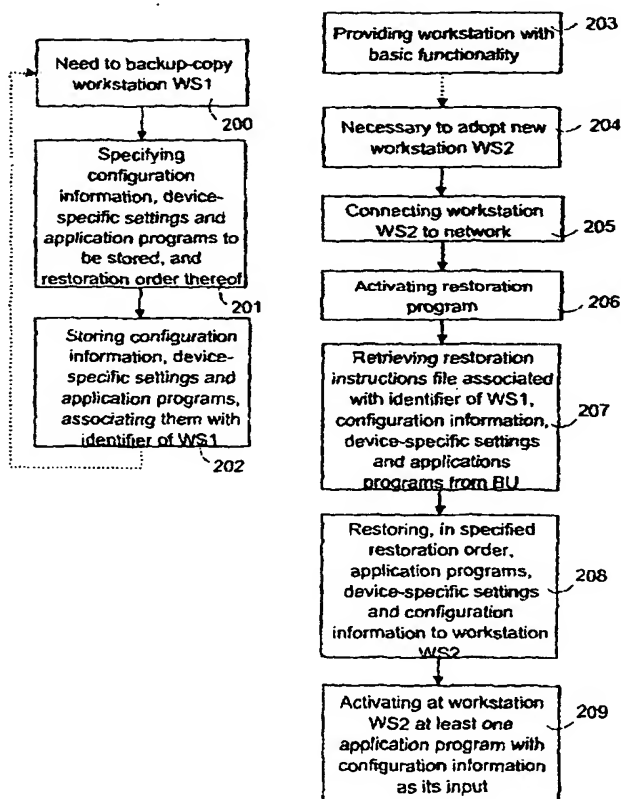 Need to backup-copy
workstation WS1
200
Specifying
configuration
information, device-
specific settings and
application programs to
be stored, and
restoration order thereof
201
Storing configuration
information, device-
specific settings and
application programs,
associating them with
identifier of WS1
202
Providing workstation with
basic functionality
203
Necessary to adopt new
workstation WS2
204
Connecting workstation
WS2 to network
205
Activating restoration
program
206
Retrieving restoration
instructions file associated
with identifier of WS1,
configuration information,
device-specific settings
and applications
programs from BU
207
Restoring, in specified
restoration order,
application programs,
device-specific settings
and configuration
information to workstation
WS2
208
Activating at workstation
WS2 at least one
application program with
configuration information
as its input
209